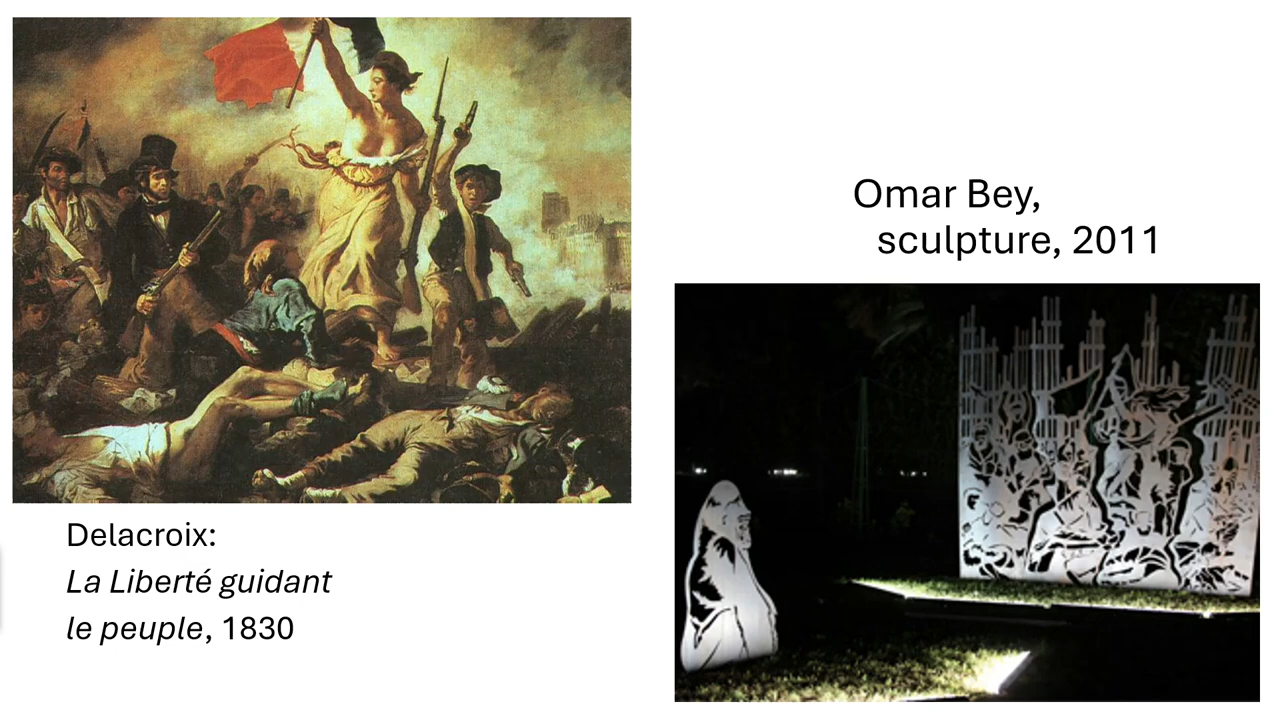 Delacroix:
La Liberté guidant
le peuple, 1830
Omar Bey,
sculpture, 2011